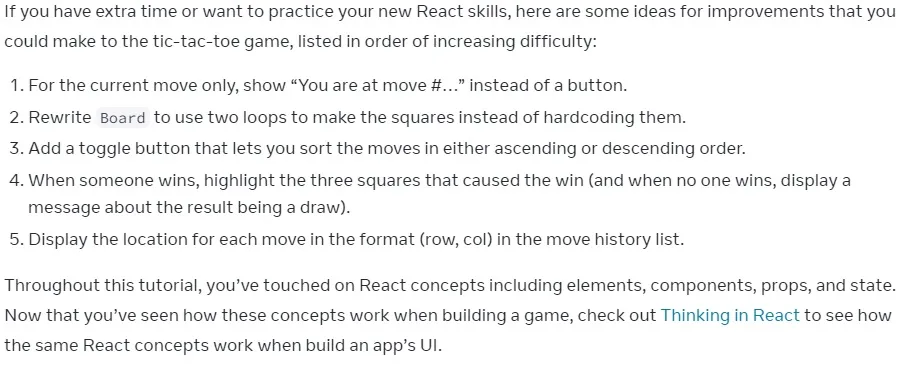 If you have extra time or want to practice your new React skills, here are some ideas for improvements that you
could make to the tic-tac-toe game, listed in order of increasing difficulty:
1. For the current move only, show “You are at move #…” instead of a button.
2. Rewrite Board to use two loops to make the squares instead of hardcoding them.
3. Add a toggle button that lets you sort the moves in either ascending or descending order.
4. When someone wins, highlight the three squares that caused the win (and when no one wins, display a
message about the result being a draw).
5. Display the location for each move in the format (row, col) in the move history list.
Throughout this tutorial, you’ve touched on React concepts including elements, components, props, and state.
Now that you’ve seen how these concepts work when building a game, check out Thinking in React to see how
the same React concepts work when build an app’s UI.